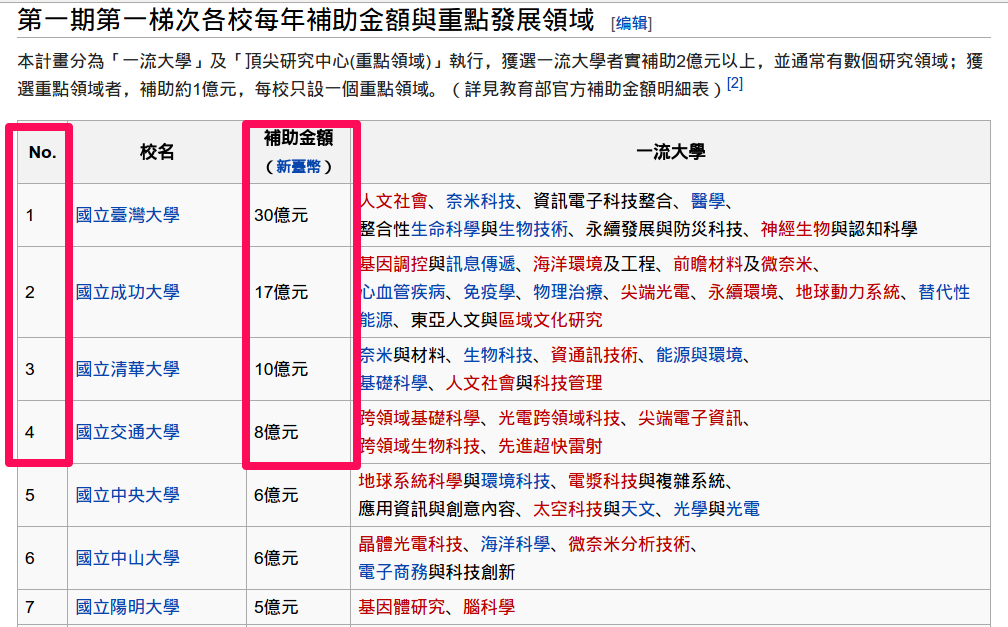 第一期第一梯次各校每年補助金額與重點發展領域 [编辑]
本計畫分為「一流大學」及「頂尖研究中心(重點領域)」執行，獲選一流大學者實補助2億元以上，並通常有數個研究領域；獲
選重點領域者，補助約1億元，每校只設一個重點領域。（詳見教育部官方補助金額明細表）[2]
No. 校名 補助金額 一流大學
（新臺幣）
1 國立臺灣大學 30億元 人文社會、奈米科技、資訊電子科技整合、醫學、
整合性生命科學與生物技術、永續發展與防災科技、神經生物與認知科學
2 國立成功大學 17億元 基因調控與訊息傳遞、海洋環境及工程、前瞻材料及微奈米、
心血管疾病、免疫學、物理治療、尖端光電、永續環境、地球動力系統、替代性
能源、東亞人文與區域文化研究
3 國立清華大學 10億元 奈米與材料、生物科技、資通訊技術、能源與環境、
基礎科學、人文社會與科技管理
4 國立交通大學 8億元 跨領域基礎科學、光電跨領域科技、尖端電子資訊、
跨領域生物科技、先進超快雷射
5 國立中央大學 6億元 地球系統科學與環境科技、電漿科技與複雜系統、
應用資訊與創意內容、太空科技與天文、光學與光電
6 國立中山大學 6億元 晶體光電科技、海洋科學、微奈米分析技術、
電子商務與科技創新
7 國立陽明大學 5億元 基因體研究、腦科學